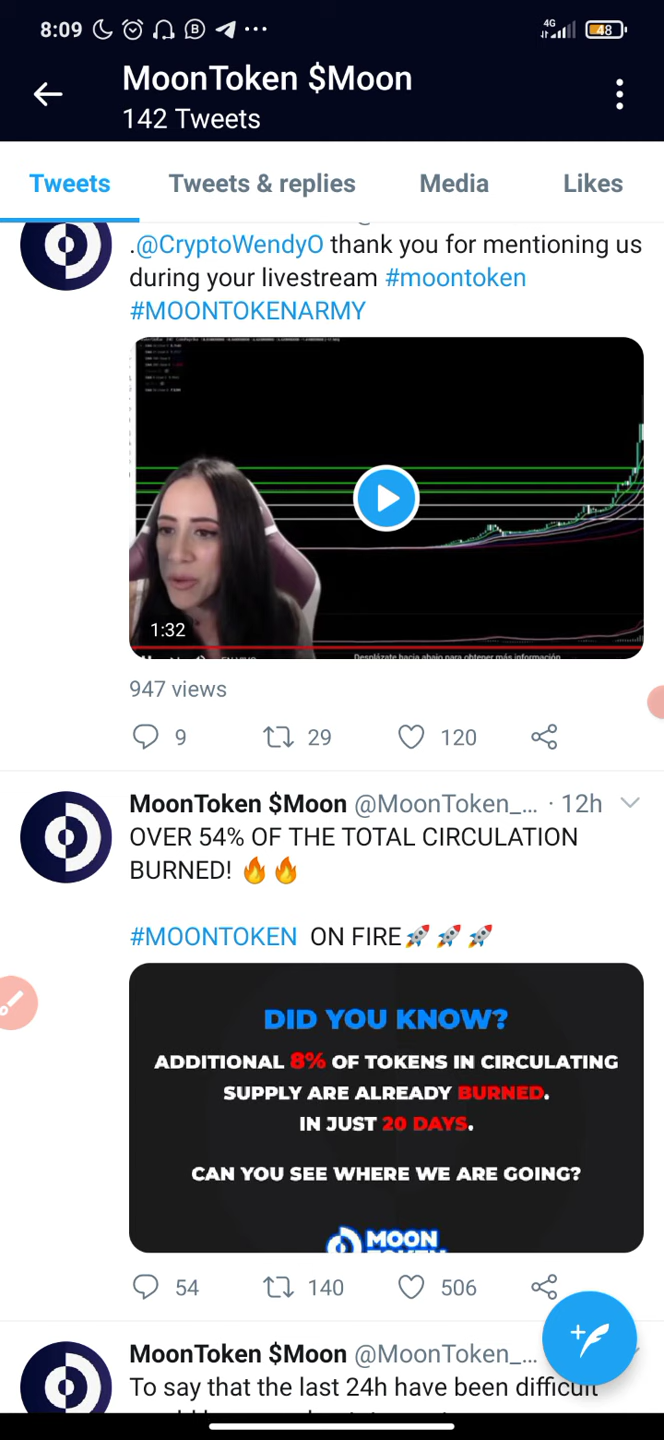 8:09
4G
48
MoonToken $Moon
142 Tweets
Tweets
Tweets & replies
Media
Likes
.@CryptoWendyO thank you for mentioning us
during your livestream #moontoken
#MOONTOKENARMY
1:32
Desplázate hacia abajo para obtener más información
947 views
9
29
120
MoonToken $Moon @MoonToken_... · 12h
OVER 54% OF THE TOTAL CIRCULATION
BURNED! 🔥🔥
#MOONTOKEN ON FIRE🚀🚀🚀
DID YOU KNOW?
ADDITIONAL 8% OF TOKENS IN CIRCULATING
SUPPLY ARE ALREADY BURNED.
IN JUST 20 DAYS.
CAN YOU SEE WHERE WE ARE GOING?
MOON
54
140
506
MoonToken $Moon @MoonToken_...
To say that the last 24h have been difficult